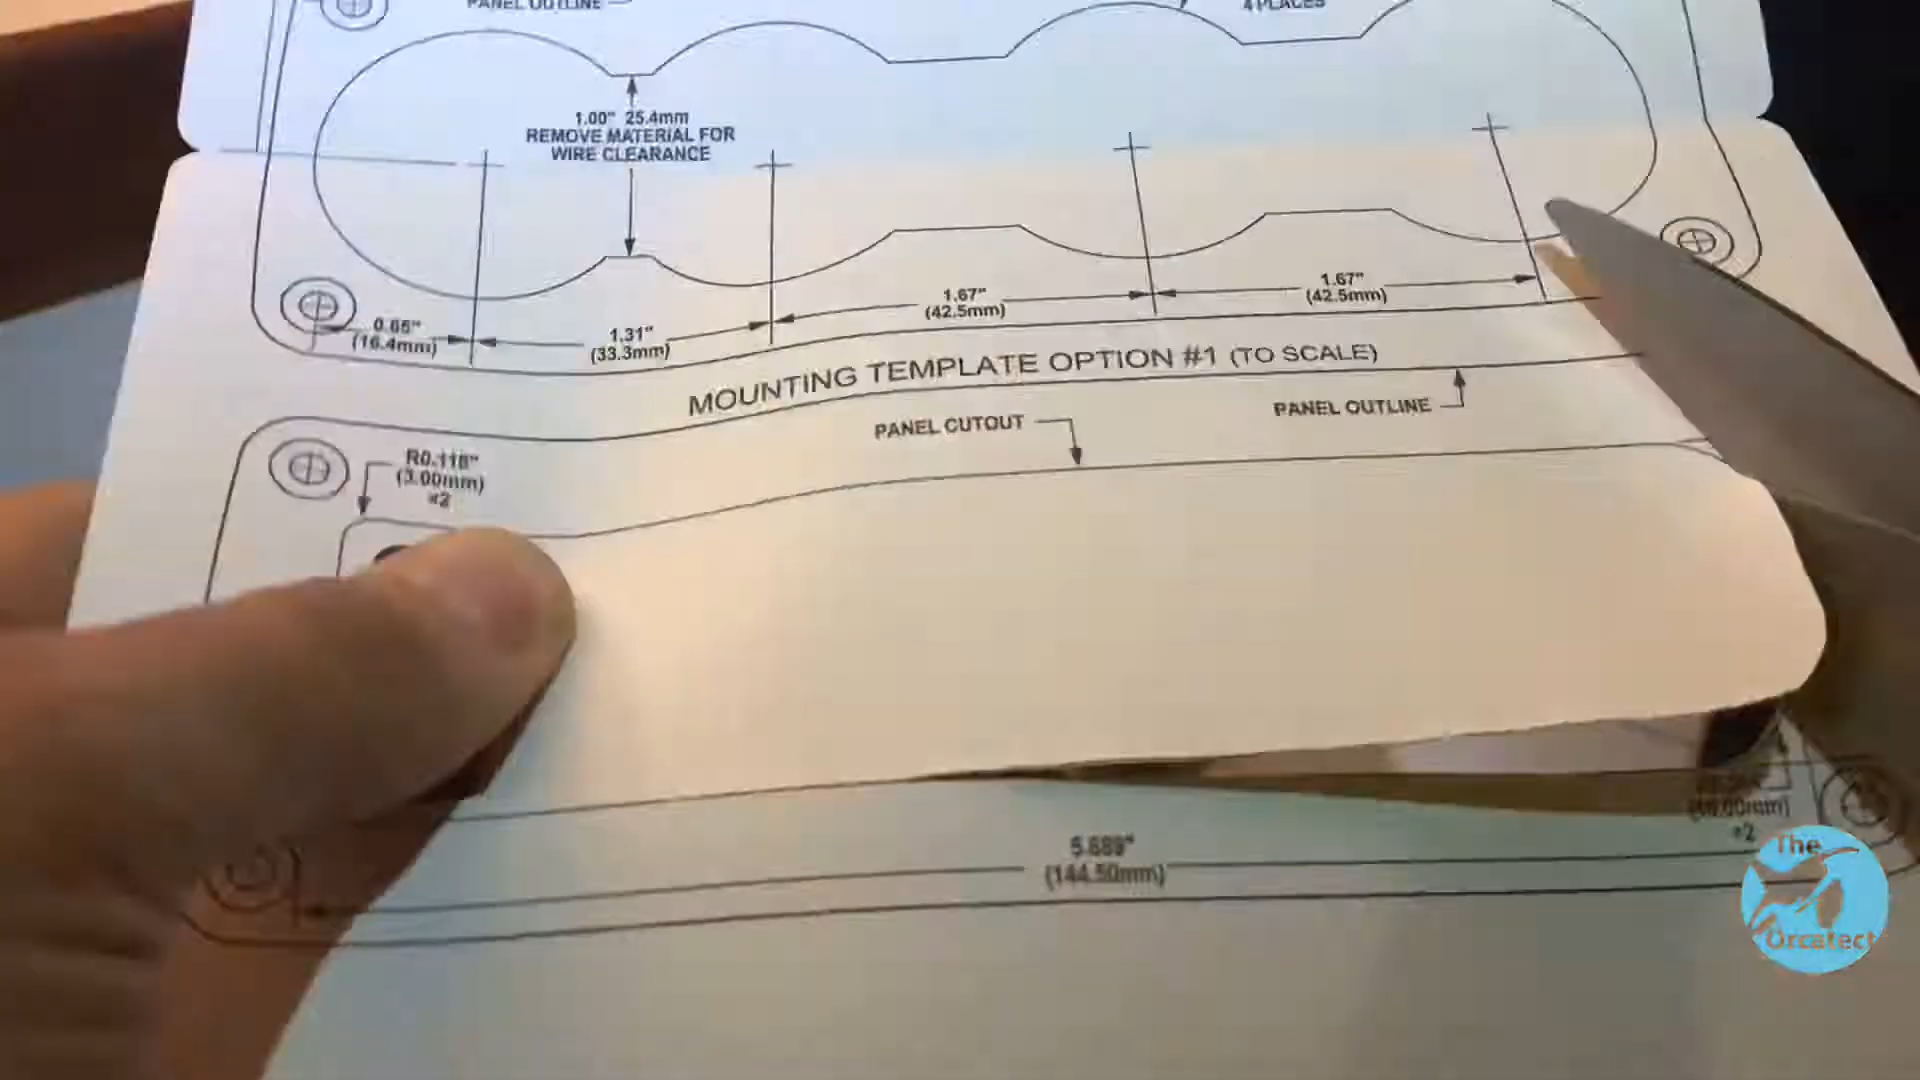 PANEL OUTLINE
4 PLACES
1.00" 25.4mm
REMOVE MATERIAL FOR
WIRE CLEARANCE
0.65"
(16.4mm)
1.31"
(33.3mm)
1.67"
(42.5mm)
1.67"
(42.5mm)
MOUNTING TEMPLATE OPTION #1 (TO SCALE)
PANEL CUTOUT
PANEL OUTLINE
R0.118"
(3.00mm)
x2
5.689"
(144.50mm)
x2
The
Orcatect